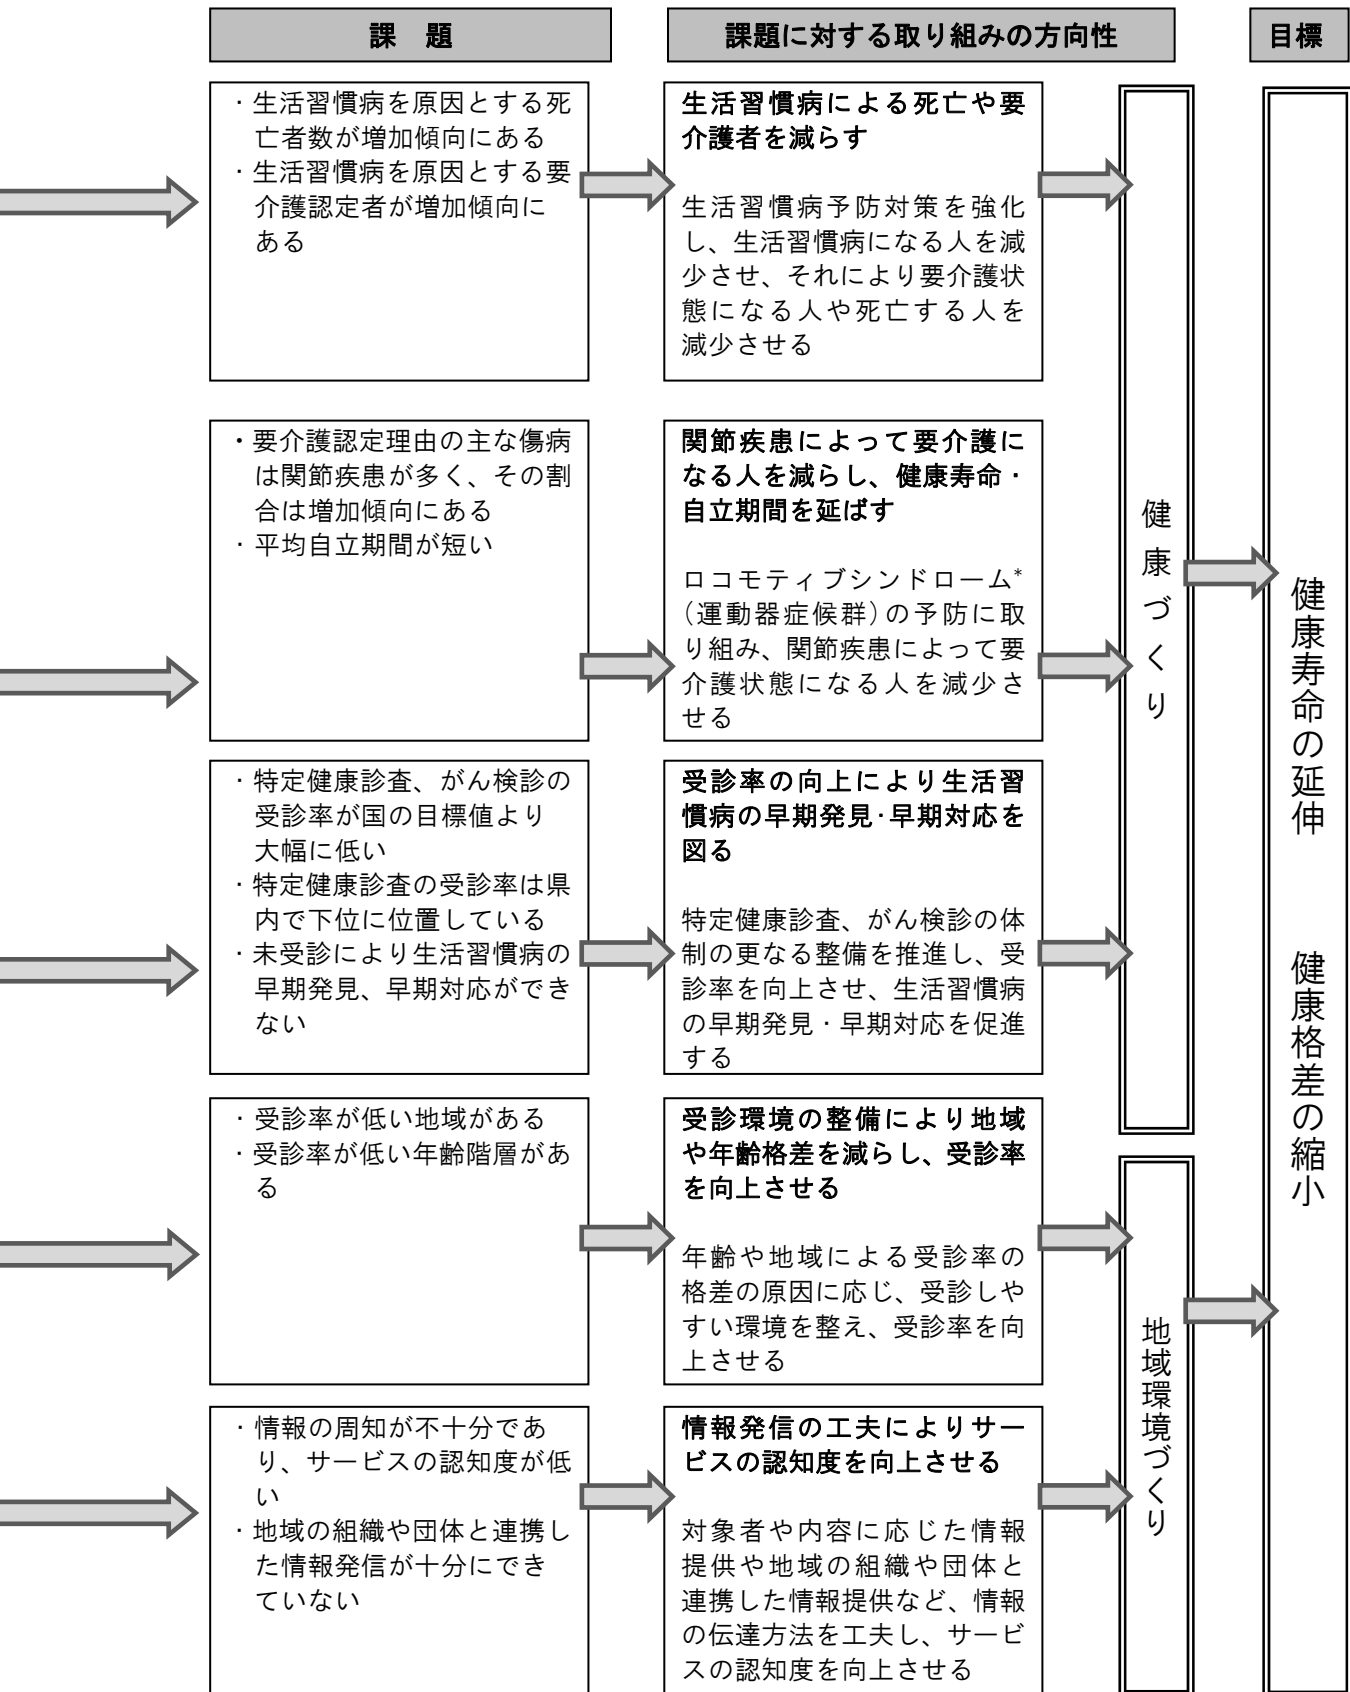 課　題
課題に対する取り組みの方向性
目標
・生活習慣病を原因とする死
亡者数が増加傾向にある
・生活習慣病を原因とする要
介護認定者が増加傾向に
ある
生活習慣病による死亡や要
介護者を減らす
生活習慣病予防対策を強化
し、生活習慣病になる人を減
少させ、それにより要介護状
態になる人や死亡する人を
減少させる
・要介護認定理由の主な傷病
は関節疾患が多く、その割
合は増加傾向にある
・平均自立期間が短い
関節疾患によって要介護に
なる人を減らし、健康寿命・
自立期間を延ばす
ロコモティブシンドローム*
(運動器症候群)の予防に取
り組み、関節疾患によって要
介護状態になる人を減少さ
せる
・特定健康診査、がん検診の
受診率が国の目標値より
大幅に低い
・特定健康診査の受診率は県
内で下位に位置している
・未受診により生活習慣病の
早期発見、早期対応ができ
ない
受診率の向上により生活習
慣病の早期発見・早期対応を
図る
特定健康診査、がん検診の体
制の更なる整備を推進し、受
診率を向上させ、生活習慣病
の早期発見・早期対応を促進
する
・受診率が低い地域がある
・受診率が低い年齢階層があ
る
受診環境の整備により地域
や年齢格差を減らし、受診率
を向上させる
年齢や地域による受診率の
格差の原因に応じ、受診しや
すい環境を整え、受診率を向
上させる
・情報の周知が不十分であ
り、サービスの認知度が低
い
・地域の組織や団体と連携し
た情報発信が十分にでき
ていない
情報発信の工夫によりサー
ビスの認知度を向上させる
対象者や内容に応じた情報
提供や地域の組織や団体と
連携した情報提供など、情報
の伝達方法を工夫し、サービ
スの認知度を向上させる
健康づくり
地域環境づくり
健康寿命の延伸　健康格差の縮小